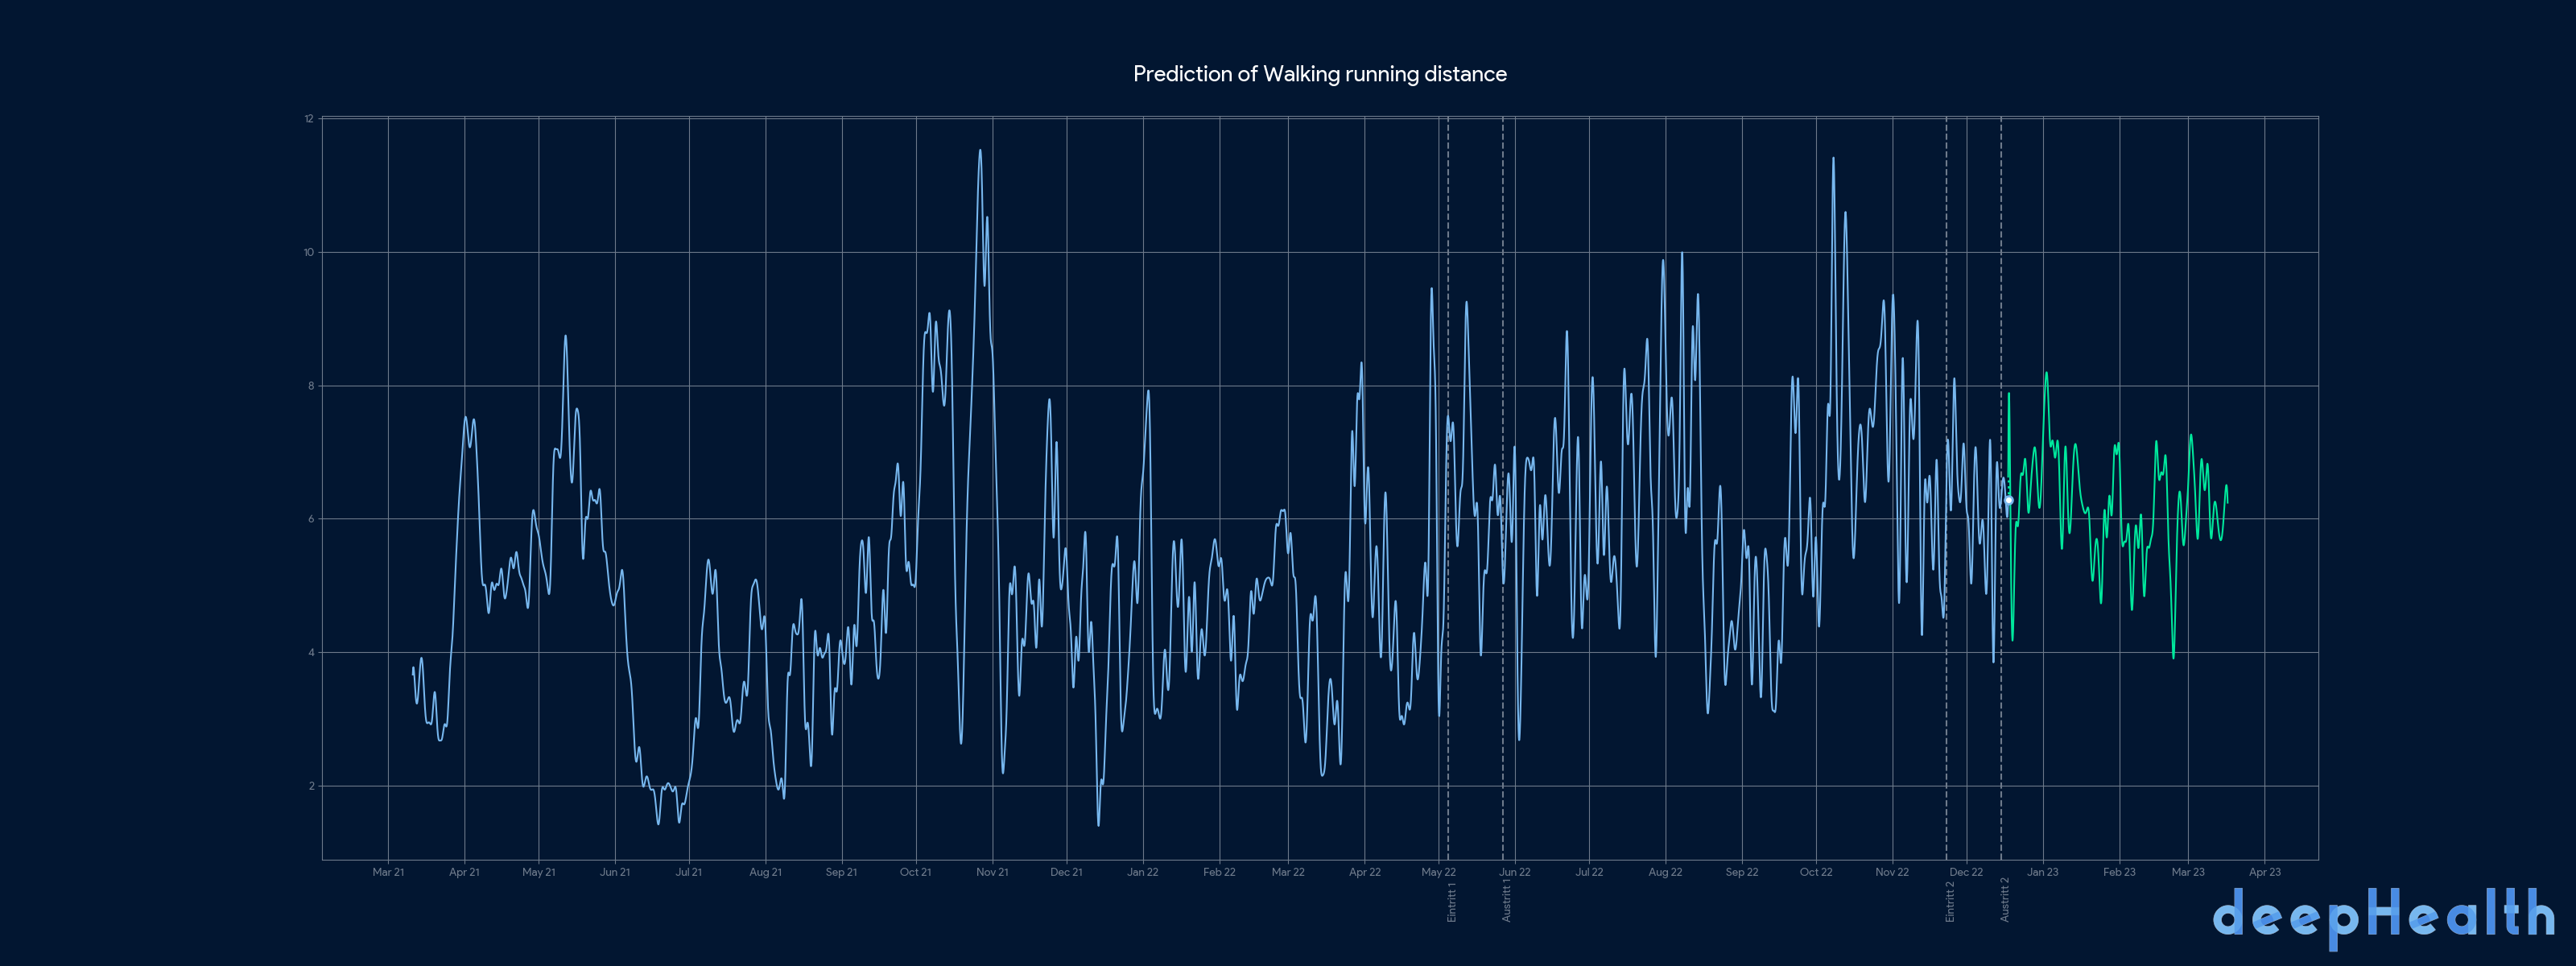 Prediction of Walking running distance
12
10
8
6
4
2
Mar 21 Apr 21 May 21 Jun 21 Jul 21 Aug 21 Sep 21 Oct 21 Nov 21 Dec 21 Jan 22 Feb 22 Mar 22 Apr 22 May 22 Jun 22 Jul 22 Aug 22 Sep 22 Oct 22 Nov 22 Dec 22 Jan 23 Feb 23 Mar 23 Apr 23
Eintritt 1
Austritt 1
Eintritt 2
Austritt 2
deepHealth